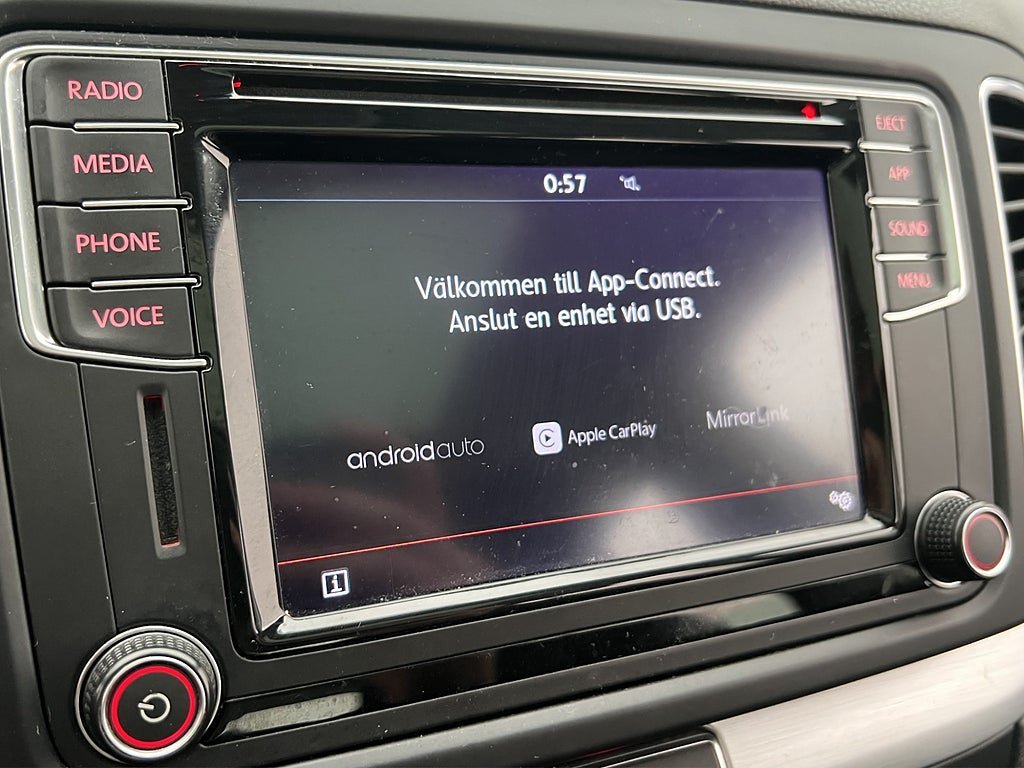 RADIO
MEDIA
PHONE
VOICE
EJECT
APP
SOUND
MENU
0:57
Välkommen till App-Connect.
Anslut en enhet via USB.
androidauto
Apple CarPlay
MirrorLink
i